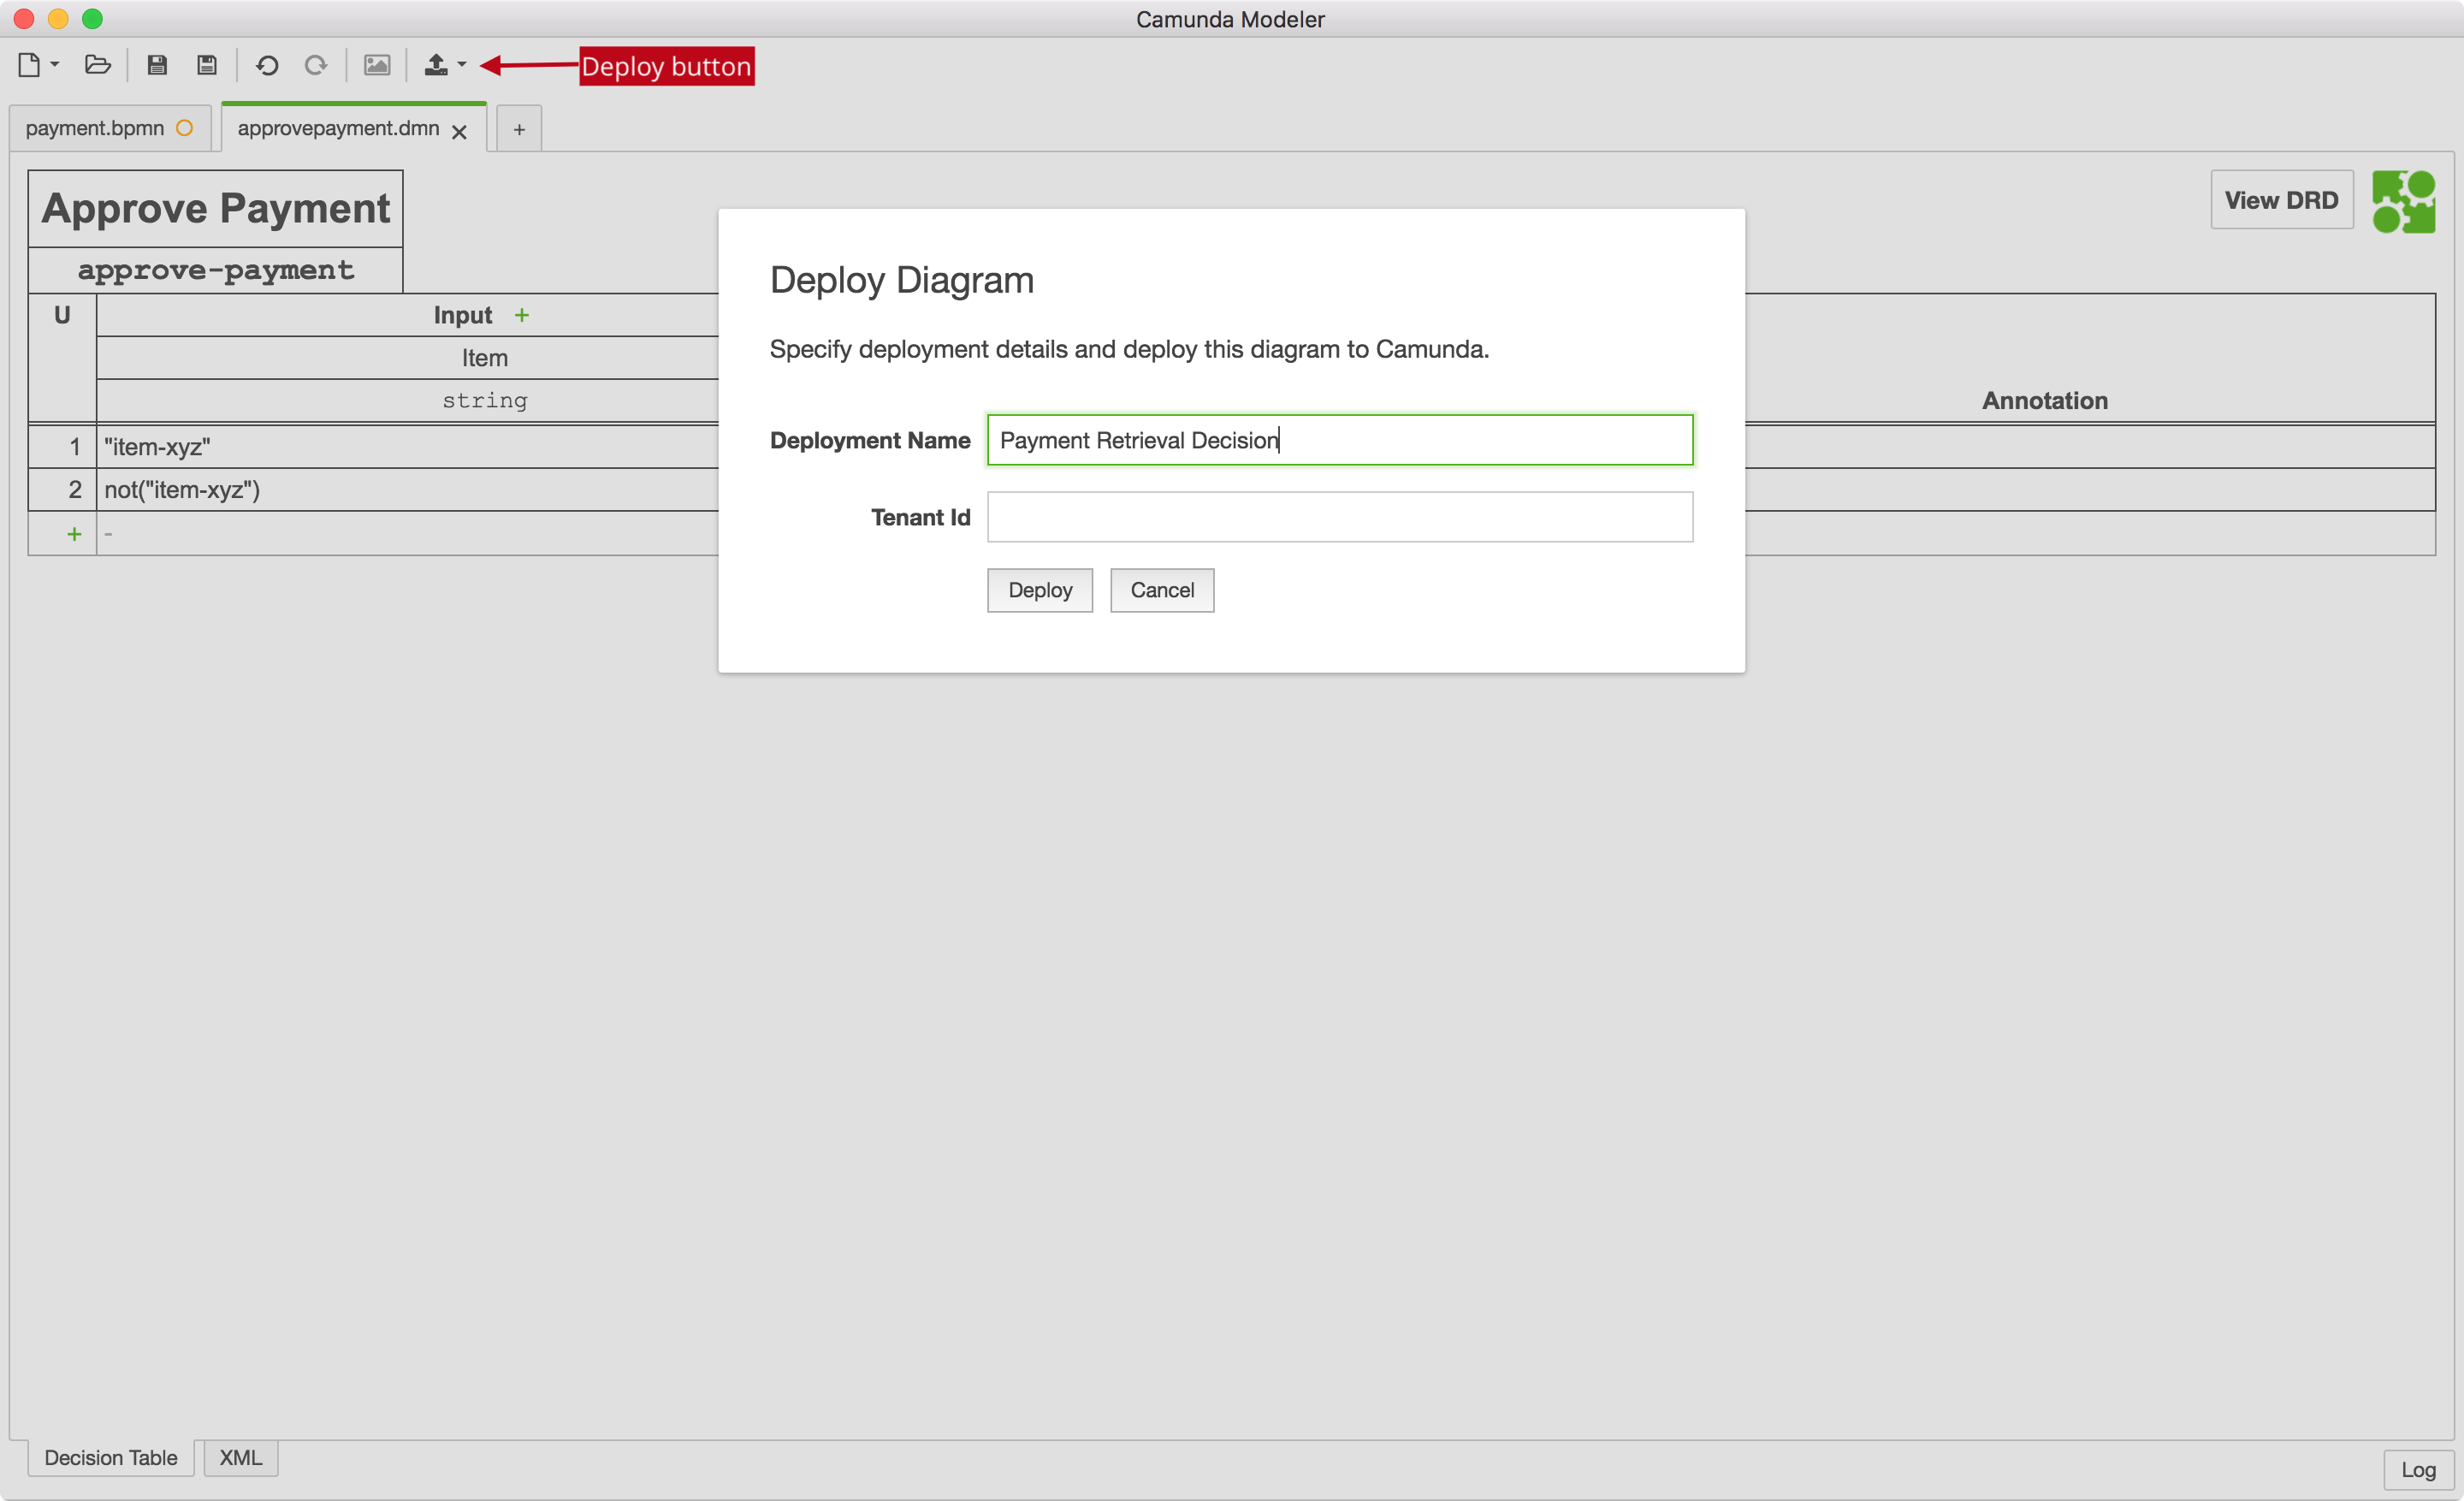 Camunda Modeler
Deploy button
payment.bpmn
approvepayment.dmn
+
Approve Payment
approve-payment
View DRD
U
Input +
Item
string
Annotation
1 "item-xyz"
2 not("item-xyz")
+ -
Deploy Diagram
Specify deployment details and deploy this diagram to Camunda.
Deployment Name Payment Retrieval Decision
Tenant Id
Deploy Cancel
Decision Table XML
Log